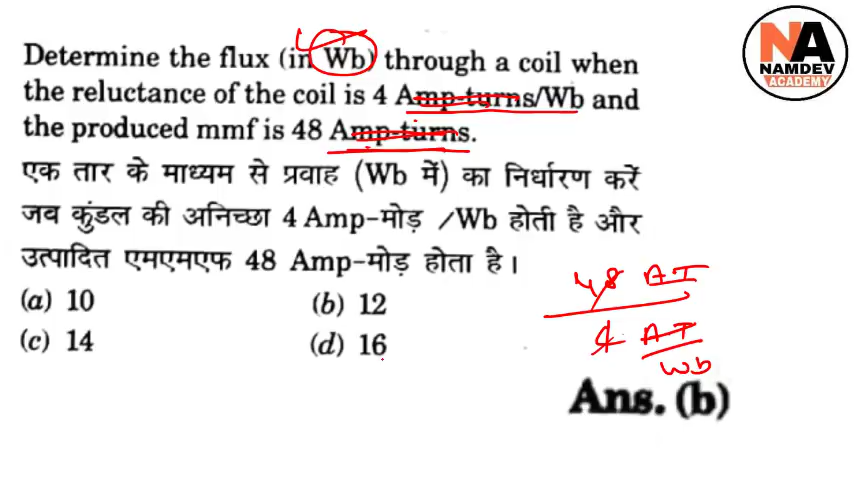 Determine the flux (in Wb) through a coil when
the reluctance of the coil is 4 Amp-turns/Wb and
the produced mmf is 48 Amp-turns.
एक तार के माध्यम से प्रवाह (Wb में) का निर्धारण करें
जब कुंडल की अनिच्छा 4 Amp-मोड़ /Wb होती है और
उत्पादित एमएमएफ 48 Amp-मोड़ होता है।
(a) 10 (b) 12
(c) 14 (d) 16
48 AT
4 AT
Wb
Ans. (b)
NA
NAMDEV
ACADEMY